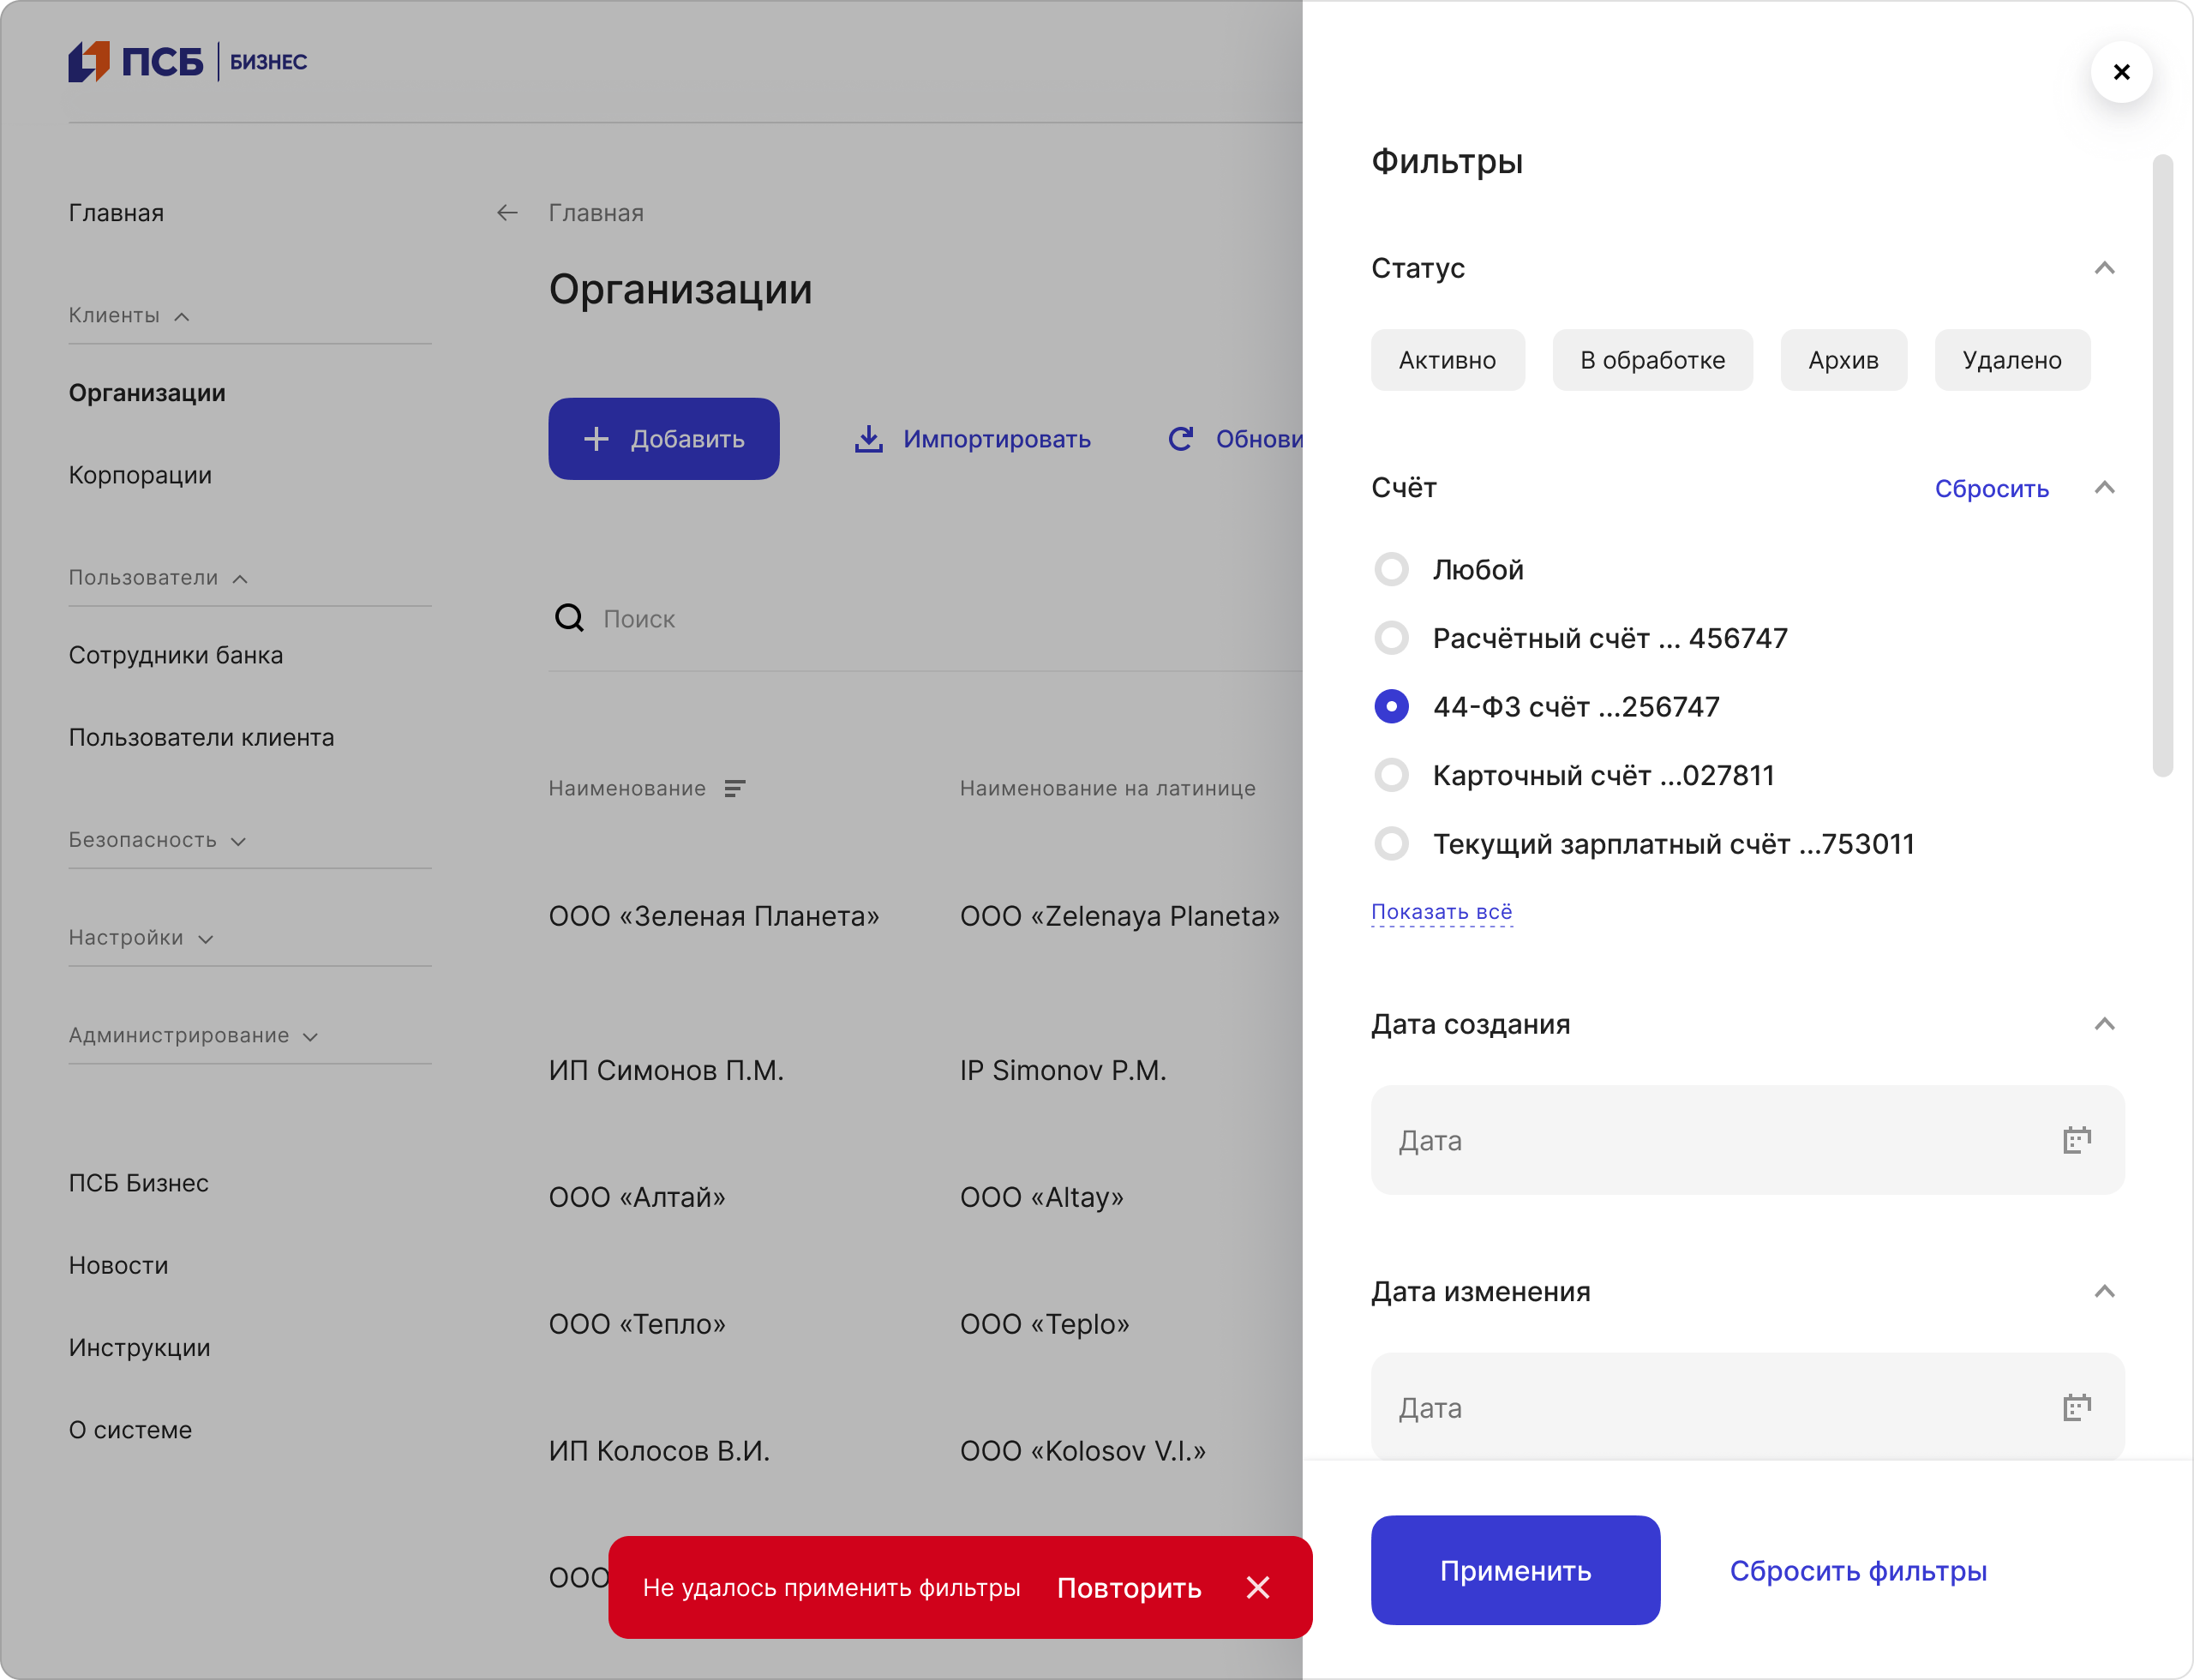 ПСБ БИЗНЕС
Главная
Клиенты
Организации
Корпорации
Пользователи
Сотрудники банка
Пользователи клиента
Безопасность
Настройки
Администрирование
ПСБ Бизнес
Новости
Инструкции
О системе
Главная
Организации
Добавить Импортировать Обнови
Поиск
Наименование Наименование на латинице
ООО «Зеленая Планета» ООО «Zelenaya Planeta»
ИП Симонов П.М. IP Simonov P.M.
ООО «Алтай» ООО «Altay»
ООО «Тепло» ООО «Teplo»
ИП Колосов В.И. ООО «Kolosov V.I.»
ООО
Не удалось применить фильтры Повторить
Фильтры
Статус
Активно В обработке Архив Удалено
Счёт Сбросить
Любой
Расчётный счёт ... 456747
44-ФЗ счёт ...256747
Карточный счёт ...027811
Текущий зарплатный счёт ...753011
Показать всё
Дата создания
Дата
Дата изменения
Дата
Применить Сбросить фильтры